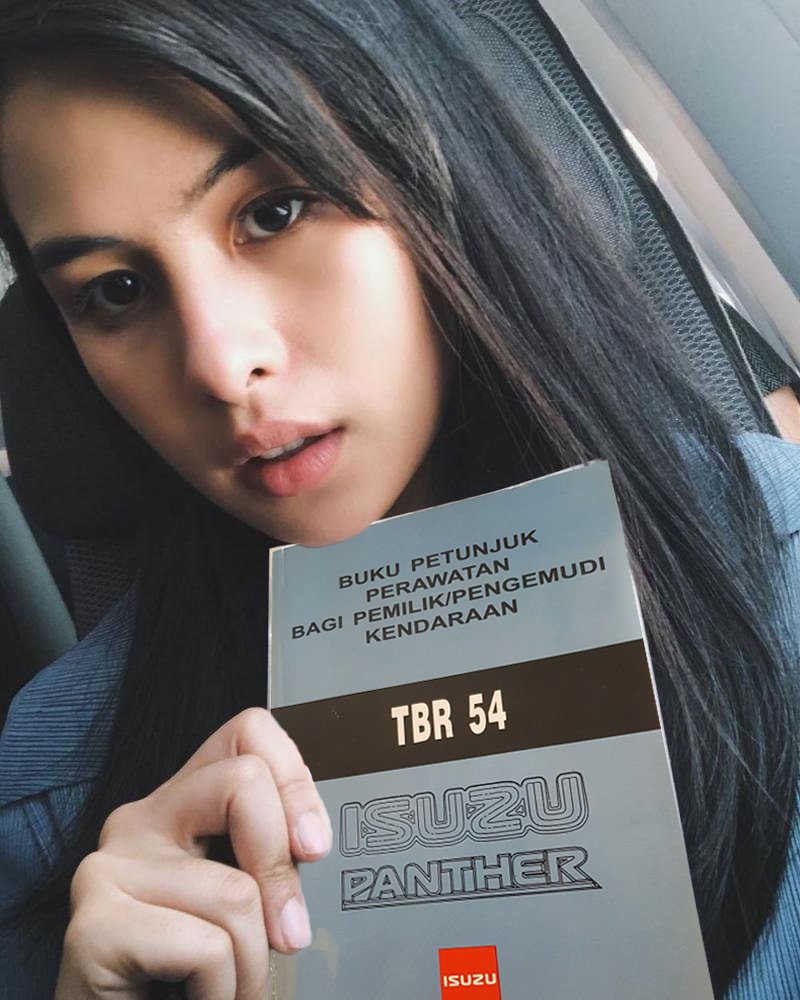 BUKU PETUNJUK
PERAWATAN
BAGI PEMILIK/PENGEMUDI
KENDARAAN
TBR 54
ISUZU
PANTHER
ISUZU